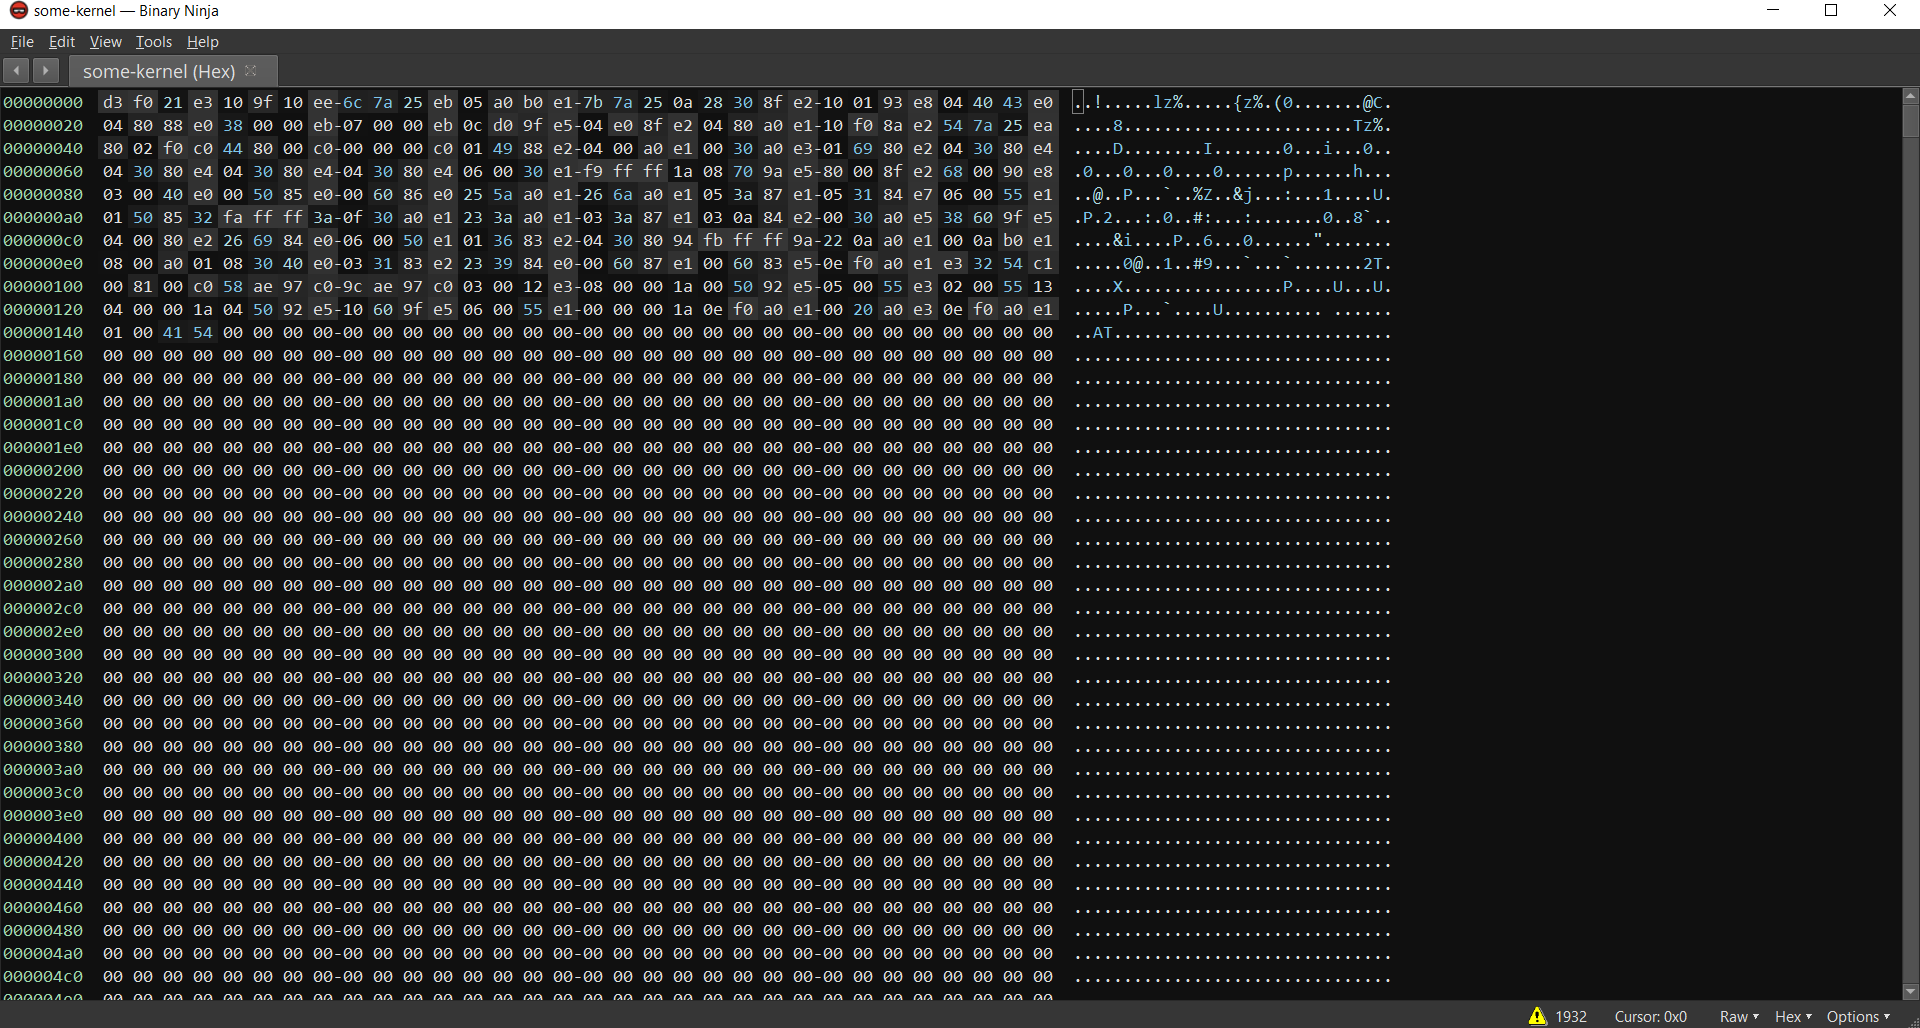 some-kernel — Binary Ninja
File Edit View Tools Help
some-kernel (Hex)
00000000 d3 f0 21 e3 10 9f 10 ee-6c 7a 25 eb 05 a0 b0 e1-7b 7a 25 0a 28 30 8f e2-10 01 93 e8 04 40 43 e0 ..!.....lz%.....{z%.(0.......@C.
00000020 04 80 88 e0 38 00 00 eb-07 00 00 eb 0c d0 9f e5-04 e0 8f e2 04 80 a0 e1-10 f0 8a e2 54 7a 25 ea ....8.......................Tz%.
00000040 80 02 f0 c0 44 80 00 c0-00 00 00 c0 01 49 88 e2-04 00 a0 e1 00 30 a0 e3-01 69 80 e2 04 30 80 e4 ....D........I.......0...i...0..
00000060 04 30 80 e4 04 30 80 e4-04 30 80 e4 06 00 30 e1-f9 ff ff 1a 08 70 9a e5-80 00 8f e2 68 00 90 e8 .0...0...0....0......p......h...
00000080 03 00 40 e0 00 50 85 e0-00 60 86 e0 25 5a a0 e1-26 6a a0 e1 05 3a 87 e1-05 31 84 e7 06 00 55 e1 ..@..P...`..%Z..&j...:...1....U.
000000a0 01 50 85 32 fa ff ff 3a-0f 30 a0 e1 23 3a a0 e1-03 3a 87 e1 03 0a 84 e2-00 30 a0 e5 38 60 9f e5 .P.2...:.0..#:...:.......0..8`..
000000c0 04 00 80 e2 26 69 84 e0-06 00 50 e1 01 36 83 e2-04 30 80 94 fb ff ff 9a-22 0a a0 e1 00 0a b0 e1 ....&i....P..6...0......".......
000000e0 08 00 a0 01 08 30 40 e0-03 31 83 e2 23 39 84 e0-00 60 87 e1 00 60 83 e5-0e f0 a0 e1 e3 32 54 c1 .....0@..1..#9...`...`.......2T.
00000100 00 81 00 c0 58 ae 97 c0-9c ae 97 c0 03 00 12 e3-08 00 00 1a 00 50 92 e5-05 00 55 e3 02 00 55 13 ....X................P....U...U.
00000120 04 00 00 1a 04 50 92 e5-10 60 9f e5 06 00 55 e1-00 00 00 1a 0e f0 a0 e1-00 20 a0 e3 0e f0 a0 e1 .....P...`....U.......... ......
00000140 01 00 41 54 00 00 00 00-00 00 00 00 00 00 00 00-00 00 00 00 00 00 00 00-00 00 00 00 00 00 00 00 ..AT............................
00000160 00 00 00 00 00 00 00 00-00 00 00 00 00 00 00 00-00 00 00 00 00 00 00 00-00 00 00 00 00 00 00 00 ................................
00000180 00 00 00 00 00 00 00 00-00 00 00 00 00 00 00 00-00 00 00 00 00 00 00 00-00 00 00 00 00 00 00 00 ................................
000001a0 00 00 00 00 00 00 00 00-00 00 00 00 00 00 00 00-00 00 00 00 00 00 00 00-00 00 00 00 00 00 00 00 ................................
000001c0 00 00 00 00 00 00 00 00-00 00 00 00 00 00 00 00-00 00 00 00 00 00 00 00-00 00 00 00 00 00 00 00 ................................
000001e0 00 00 00 00 00 00 00 00-00 00 00 00 00 00 00 00-00 00 00 00 00 00 00 00-00 00 00 00 00 00 00 00 ................................
00000200 00 00 00 00 00 00 00 00-00 00 00 00 00 00 00 00-00 00 00 00 00 00 00 00-00 00 00 00 00 00 00 00 ................................
00000220 00 00 00 00 00 00 00 00-00 00 00 00 00 00 00 00-00 00 00 00 00 00 00 00-00 00 00 00 00 00 00 00 ................................
00000240 00 00 00 00 00 00 00 00-00 00 00 00 00 00 00 00-00 00 00 00 00 00 00 00-00 00 00 00 00 00 00 00 ................................
00000260 00 00 00 00 00 00 00 00-00 00 00 00 00 00 00 00-00 00 00 00 00 00 00 00-00 00 00 00 00 00 00 00 ................................
00000280 00 00 00 00 00 00 00 00-00 00 00 00 00 00 00 00-00 00 00 00 00 00 00 00-00 00 00 00 00 00 00 00 ................................
000002a0 00 00 00 00 00 00 00 00-00 00 00 00 00 00 00 00-00 00 00 00 00 00 00 00-00 00 00 00 00 00 00 00 ................................
000002c0 00 00 00 00 00 00 00 00-00 00 00 00 00 00 00 00-00 00 00 00 00 00 00 00-00 00 00 00 00 00 00 00 ................................
000002e0 00 00 00 00 00 00 00 00-00 00 00 00 00 00 00 00-00 00 00 00 00 00 00 00-00 00 00 00 00 00 00 00 ................................
00000300 00 00 00 00 00 00 00 00-00 00 00 00 00 00 00 00-00 00 00 00 00 00 00 00-00 00 00 00 00 00 00 00 ................................
00000320 00 00 00 00 00 00 00 00-00 00 00 00 00 00 00 00-00 00 00 00 00 00 00 00-00 00 00 00 00 00 00 00 ................................
00000340 00 00 00 00 00 00 00 00-00 00 00 00 00 00 00 00-00 00 00 00 00 00 00 00-00 00 00 00 00 00 00 00 ................................
00000360 00 00 00 00 00 00 00 00-00 00 00 00 00 00 00 00-00 00 00 00 00 00 00 00-00 00 00 00 00 00 00 00 ................................
00000380 00 00 00 00 00 00 00 00-00 00 00 00 00 00 00 00-00 00 00 00 00 00 00 00-00 00 00 00 00 00 00 00 ................................
000003a0 00 00 00 00 00 00 00 00-00 00 00 00 00 00 00 00-00 00 00 00 00 00 00 00-00 00 00 00 00 00 00 00 ................................
000003c0 00 00 00 00 00 00 00 00-00 00 00 00 00 00 00 00-00 00 00 00 00 00 00 00-00 00 00 00 00 00 00 00 ................................
000003e0 00 00 00 00 00 00 00 00-00 00 00 00 00 00 00 00-00 00 00 00 00 00 00 00-00 00 00 00 00 00 00 00 ................................
00000400 00 00 00 00 00 00 00 00-00 00 00 00 00 00 00 00-00 00 00 00 00 00 00 00-00 00 00 00 00 00 00 00 ................................
00000420 00 00 00 00 00 00 00 00-00 00 00 00 00 00 00 00-00 00 00 00 00 00 00 00-00 00 00 00 00 00 00 00 ................................
00000440 00 00 00 00 00 00 00 00-00 00 00 00 00 00 00 00-00 00 00 00 00 00 00 00-00 00 00 00 00 00 00 00 ................................
00000460 00 00 00 00 00 00 00 00-00 00 00 00 00 00 00 00-00 00 00 00 00 00 00 00-00 00 00 00 00 00 00 00 ................................
00000480 00 00 00 00 00 00 00 00-00 00 00 00 00 00 00 00-00 00 00 00 00 00 00 00-00 00 00 00 00 00 00 00 ................................
000004a0 00 00 00 00 00 00 00 00-00 00 00 00 00 00 00 00-00 00 00 00 00 00 00 00-00 00 00 00 00 00 00 00 ................................
000004c0 00 00 00 00 00 00 00 00-00 00 00 00 00 00 00 00-00 00 00 00 00 00 00 00-00 00 00 00 00 00 00 00 ................................
000004e0 00 00 00 00 00 00 00 00-00 00 00 00 00 00 00 00-00 00 00 00 00 00 00 00-00 00 00 00 00 00 00 00
1932 Cursor: 0x0 Raw Hex Options